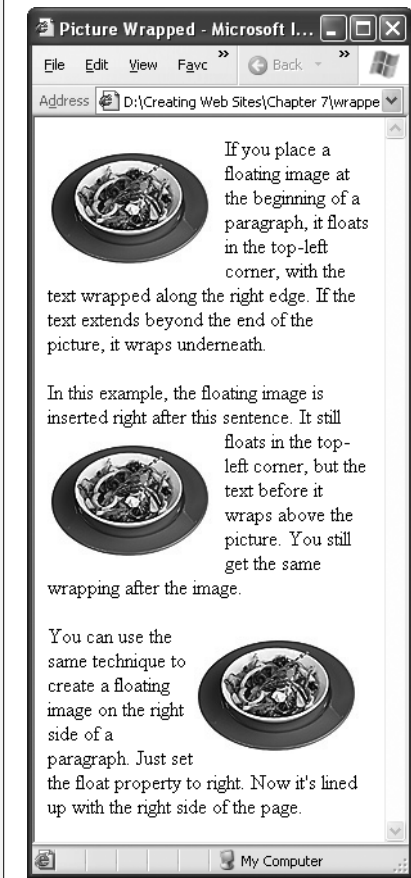 Picture Wrapped - Microsoft I...
File Edit View Favc »
Back »
Address D:\Creating Web Sites\Chapter 7\wrappe
If you place a
floating image at
the beginning of a
paragraph, it floats
in the top-left
corner, with the
text wrapped along the right edge. If the
text extends beyond the end of the
picture, it wraps underneath.
In this example, the floating image is
inserted right after this sentence. It still
floats in the top-
left corner, but the
text before it
wraps above the
picture. You still
get the same
wrapping after the image.
You can use the
same technique to
create a floating
image on the right
side of a
paragraph. Just set
the float property to right. Now it's lined
up with the right side of the page.
My Computer